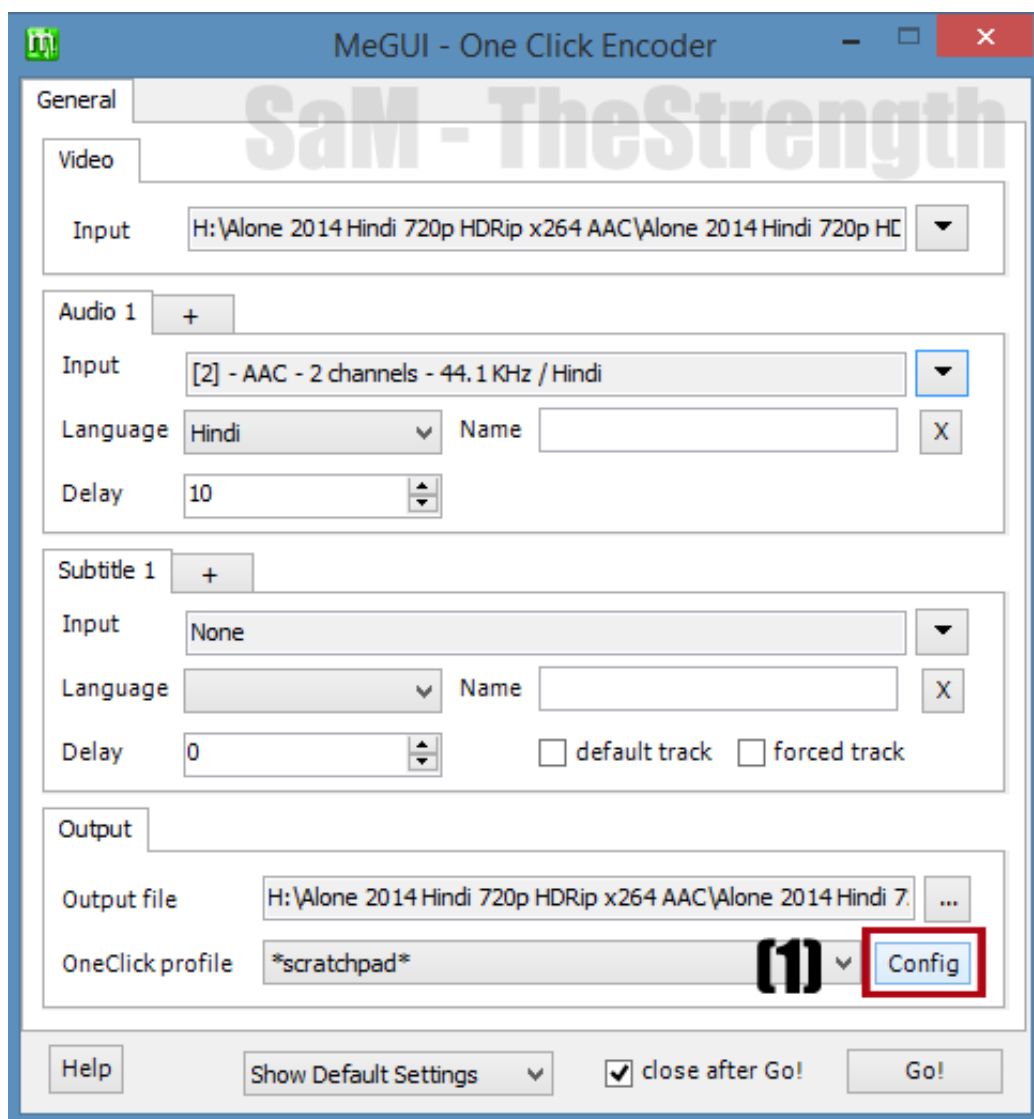 MeGUI - One Click Encoder
General
SaM - TheStrength
Video
Input H:\Alone 2014 Hindi 720p HDRip x264 AAC\Alone 2014 Hindi 720p HD
Audio 1 +
Input [2] - AAC - 2 channels - 44.1 KHz / Hindi
Language Hindi Name X
Delay 10
Subtitle 1 +
Input None
Language Name X
Delay 0 default track forced track
Output
Output file H:\Alone 2014 Hindi 720p HDRip x264 AAC\Alone 2014 Hindi 7 ...
OneClick profile *scratchpad* (1) Config
Help Show Default Settings close after Go! Go!